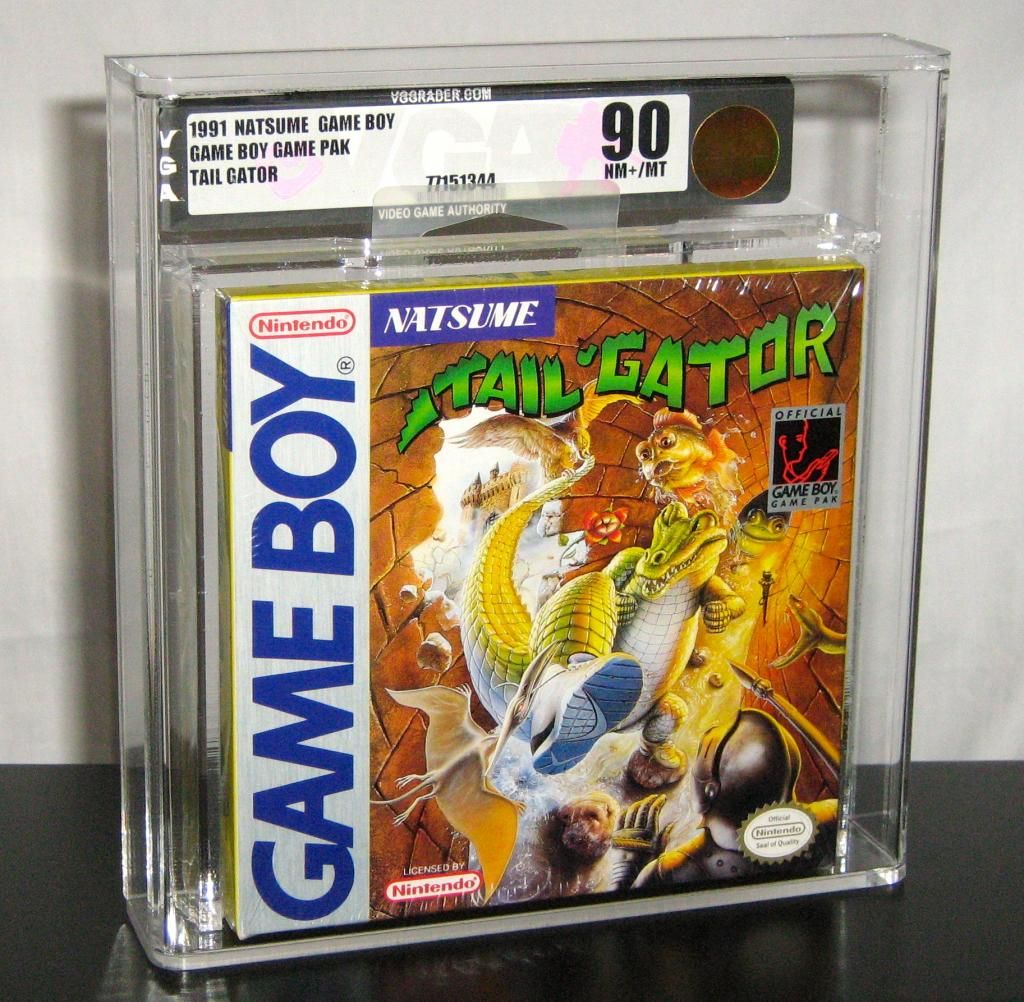 VGGRADER.COM
VGA
1991 NATSUME GAME BOY
GAME BOY GAME PAK
TAIL GATOR
77151344
90
NM+/MT
VIDEO GAME AUTHORITY
Nintendo
GAME BOY
®
NATSUME
TAIL 'GATOR
OFFICIAL
GAME BOY
GAME PAK
LICENSED BY
Nintendo
Official
Nintendo
Seal of Quality